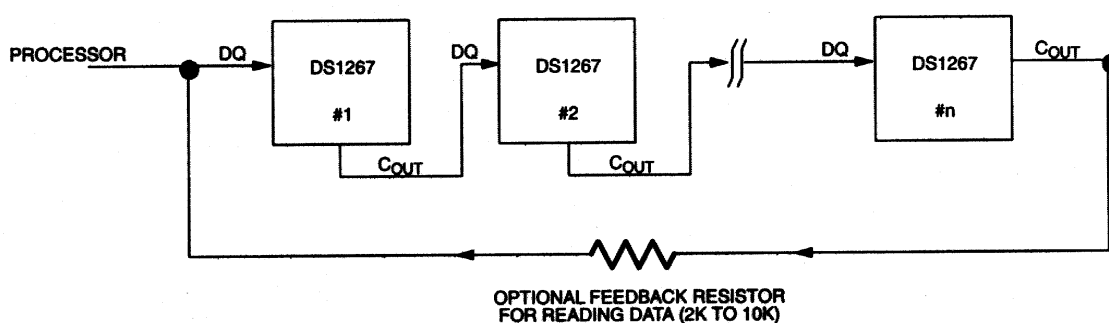 PROCESSOR
DQ
DS1267
#1
COUT
DQ
DS1267
#2
COUT
DQ
DS1267
#n
COUT
OPTIONAL FEEDBACK RESISTOR
FOR READING DATA (2K TO 10K)